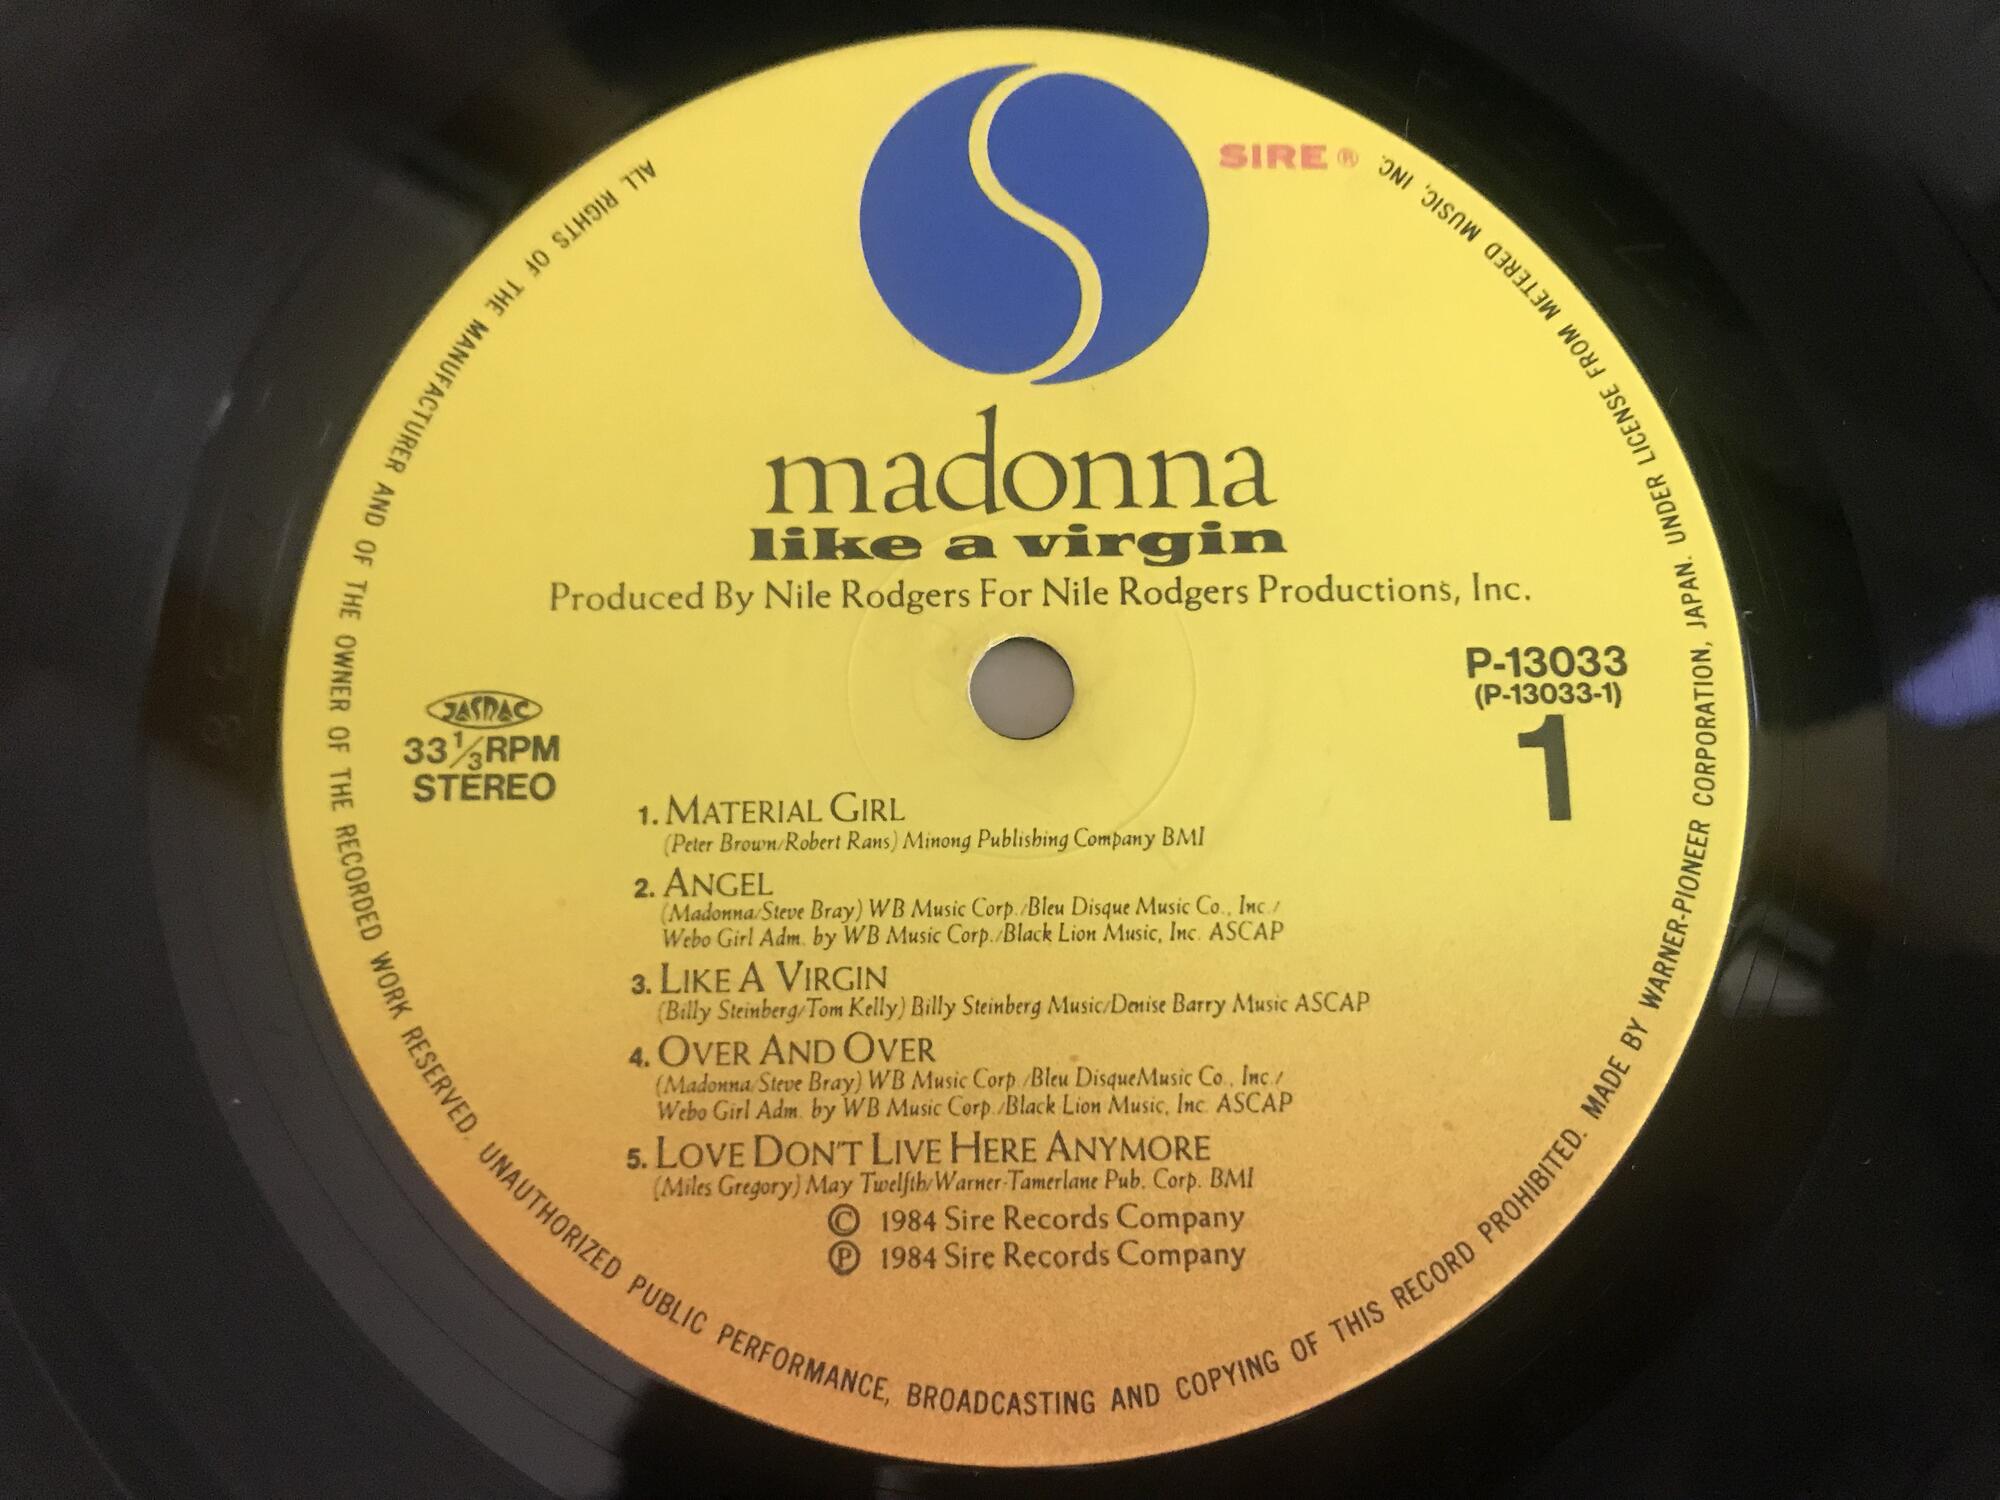 SIRE ®
madonna
like a virgin
Produced By Nile Rodgers For Nile Rodgers Productions, Inc.
JASRAC
33 1/3 RPM
STEREO
P-13033
(P-13033-1)
1
1. MATERIAL GIRL
(Peter Brown/Robert Rans) Minong Publishing Company BMI
2. ANGEL
(Madonna/Steve Bray) WB Music Corp./Bleu Disque Music Co., Inc./
Webo Girl Adm. by WB Music Corp./Black Lion Music, Inc. ASCAP
3. LIKE A VIRGIN
(Billy Steinberg/Tom Kelly) Billy Steinberg Music/Denise Barry Music ASCAP
4. OVER AND OVER
(Madonna/Steve Bray) WB Music Corp./Bleu DisqueMusic Co., Inc./
Webo Girl Adm. by WB Music Corp./Black Lion Music, Inc. ASCAP
5. LOVE DON'T LIVE HERE ANYMORE
(Miles Gregory) May Twelfth/Warner-Tamerlane Pub. Corp. BMI
© 1984 Sire Records Company
℗ 1984 Sire Records Company
ALL RIGHTS OF THE MANUFACTURER AND OF THE OWNER OF THE RECORDED WORK RESERVED. UNAUTHORIZED PUBLIC PERFORMANCE, BROADCASTING AND COPYING OF THIS RECORD PROHIBITED. MADE BY WARNER-PIONEER CORPORATION, JAPAN. UNDER LICENSE FROM METERED MUSIC, INC.